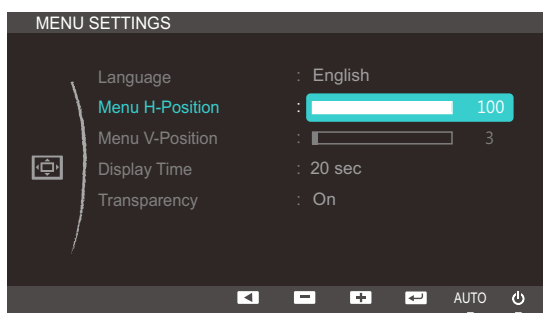 MENU SETTINGS
Language : English
Menu H-Position : 100
Menu V-Position : 3
Display Time : 20 sec
Transparency : On
AUTO